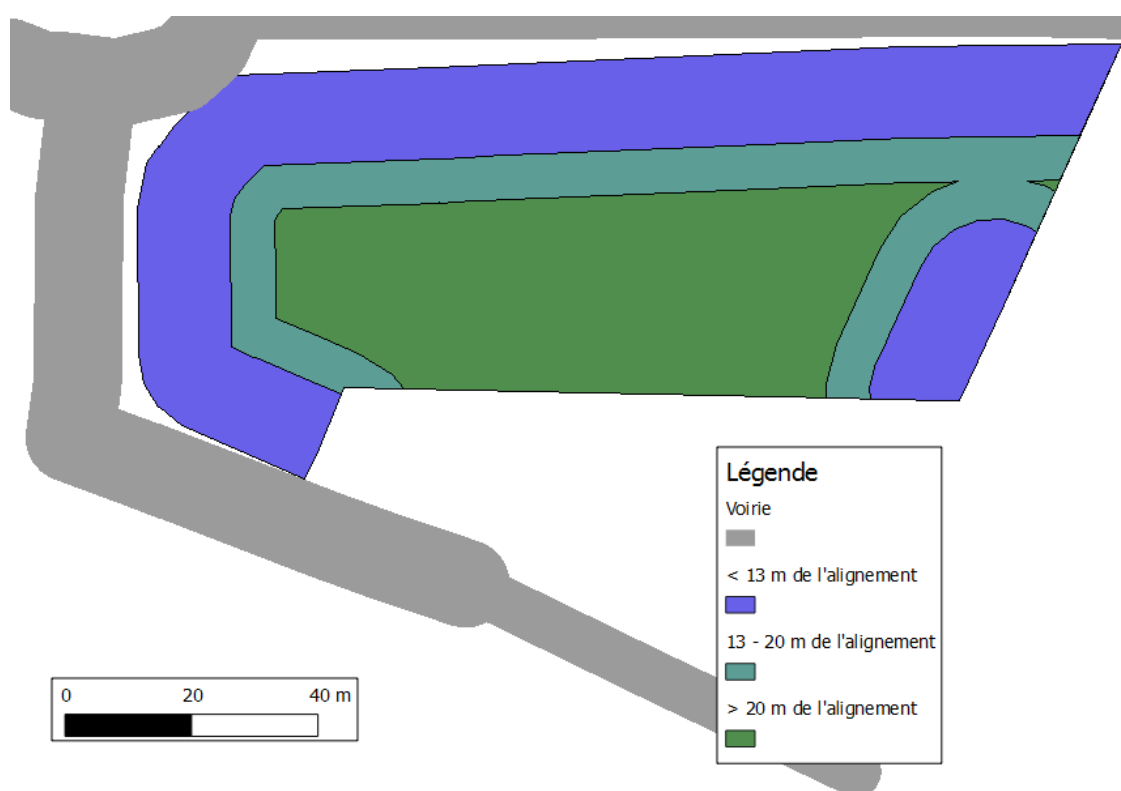 Légende
Voirie
< 13 m de l'alignement
13 - 20 m de l'alignement
> 20 m de l'alignement
0 20 40 m